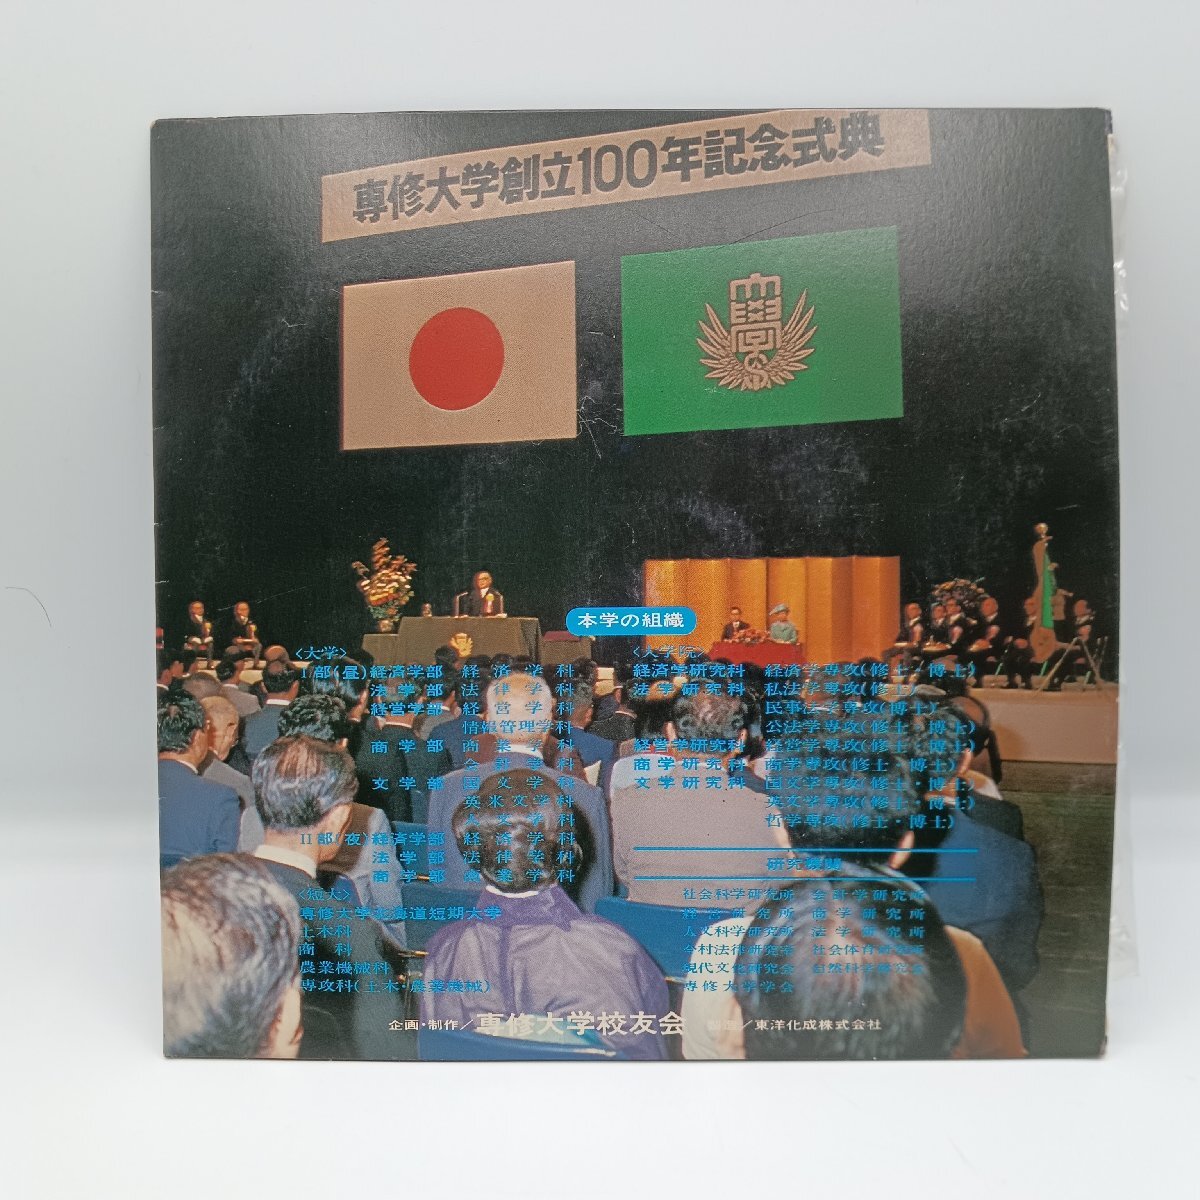 専修大学創立100年記念式典
大學
本学の組織
〈大学〉
I部(昼)経済学部 経済学科
法学部 法律学科
経営学部 経営学科
情報管理学科
商学部 商業学科
会計学科
文学部 国文学科
英米文学科
人文学科
II部(夜)経済学部 経済学科
法学部 法律学科
商学部 商業学科
〈短大〉
専修大学北海道短期大学
土木科
商科
農業機械科
専攻科(土木・農業機械)
〈大学院〉
経済学研究科 経済学専攻(修士・博士)
法学研究科 私法学専攻(修士)
民事法学専攻(博士)
公法学専攻(修士・博士)
経営学研究科 経営学専攻(修士・博士)
商学研究科 商学専攻(修士・博士)
文学研究科 国文学専攻(修士・博士)
英文学専攻(修士・博士)
哲学専攻(修士・博士)
研究機関
社会科学研究所 会計学研究所
経営研究所 商学研究所
人文科学研究所 法学研究所
今村法律研究室 社会体育研究所
現代文化研究会 自然科学研究会
専修大学学会
企画・制作/専修大学校友会 製造/東洋化成株式会社